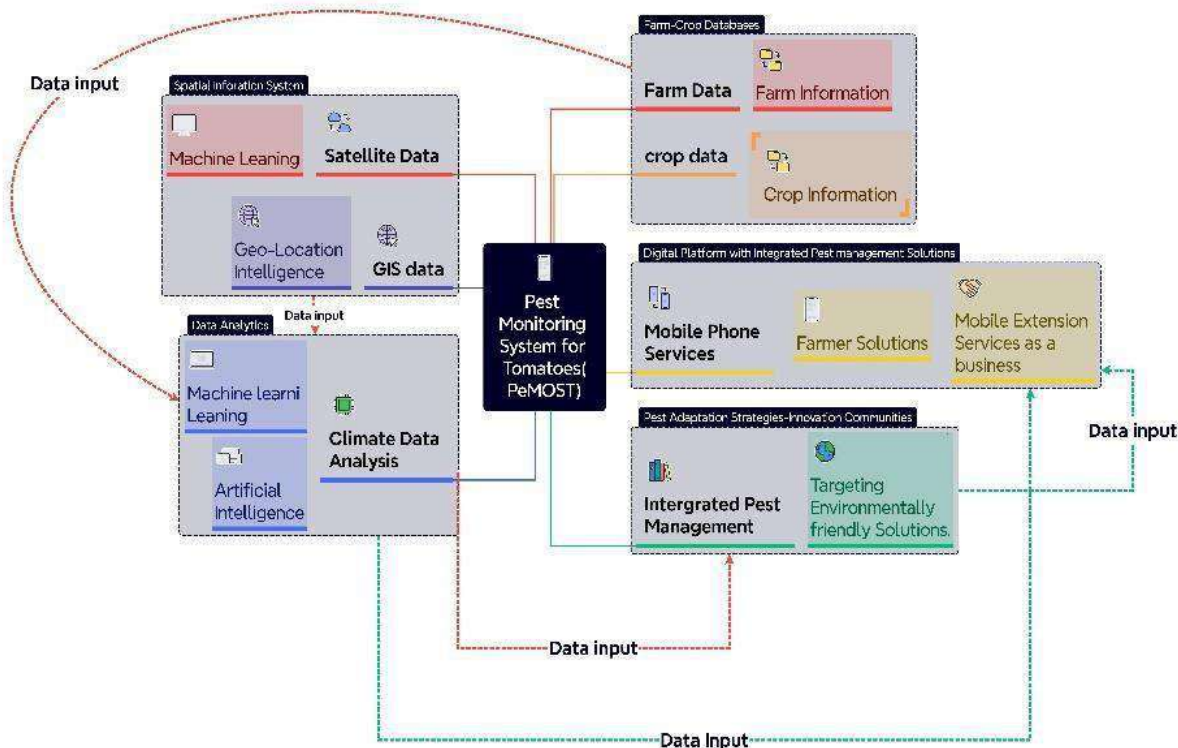 Farm-Crop Databases
Data input
Farm Data
Farm Information
crop data
Crop Information
Spatial Inforation System
Machine Leaning
Satellite Data
Geo-Location
Intelligence
GIS data
Data input
Pest
Monitoring
System for
Tomatoes(
PeMOST)
Digital Platform with Integrated Pest management Solutions
Mobile Phone
Services
Farmer Solutions
Mobile Extension
Services as a
business
Data Analytics
Machine learni
Leaning
Climate Data
Analysis
Artificial
Intelligence
Pest Adaptation Strategies-Innovation Communities
Intergrated Pest
Management
Targeting
Environmentally
friendly Solutions.
Data input
Data input
Data Input